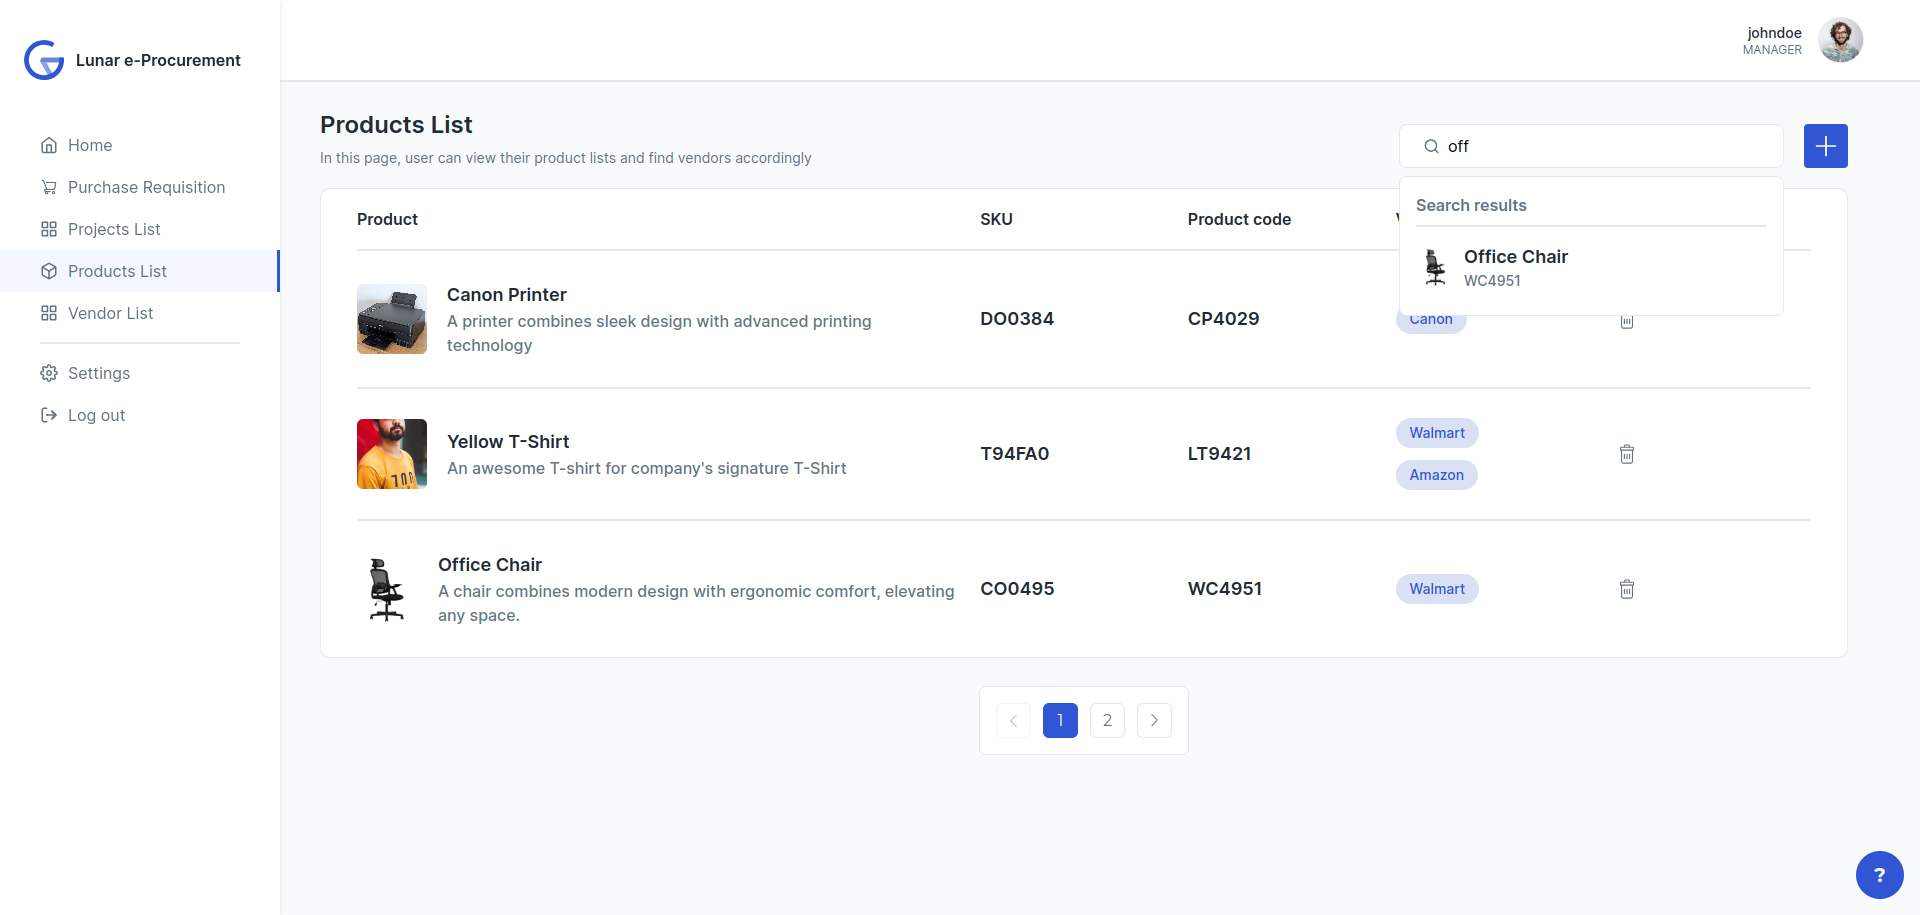 Lunar e-Procurement
johndoe
MANAGER
Home
Purchase Requisition
Projects List
Products List
Vendor List
Settings
Log out
Products List
In this page, user can view their product lists and find vendors accordingly
off
Search results
Office Chair
WC4951
Product SKU Product code
Canon Printer
A printer combines sleek design with advanced printing
technology
DO0384 CP4029 Canon
Yellow T-Shirt
An awesome T-shirt for company's signature T-Shirt
T94FA0 LT9421
Walmart
Amazon
Office Chair
A chair combines modern design with ergonomic comfort, elevating
any space.
CO0495 WC4951 Walmart
1 2
?